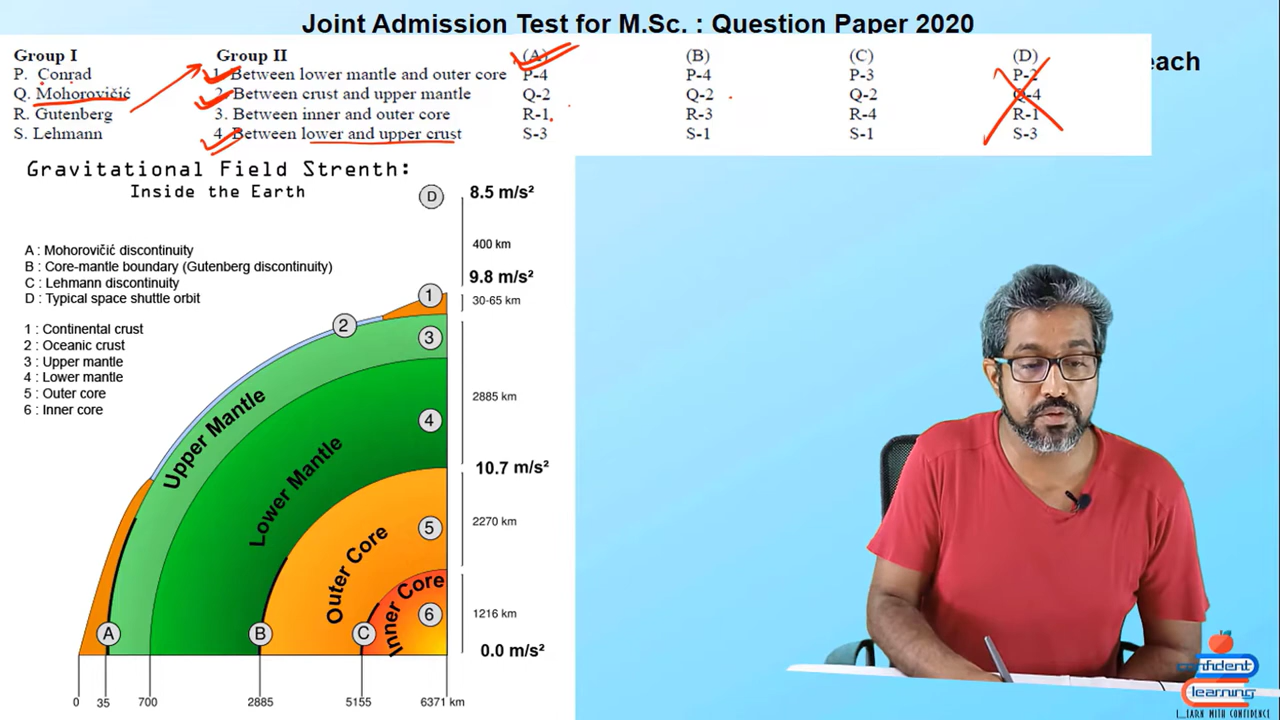 Joint Admission Test for M.Sc. : Question Paper 2020
each
Group I
P. Conrad
Q. Mohorovičić
R. Gutenberg
S. Lehmann
Group II
1. Between lower mantle and outer core
2. Between crust and upper mantle
3. Between inner and outer core
4. Between lower and upper crust
(A)
P-4
Q-2
R-1
S-3
(B)
P-4
Q-2
R-3
S-1
(C)
P-3
Q-2
R-4
S-1
(D)
P-2
Q-4
R-1
S-3
Gravitational Field Strenth:
Inside the Earth
A : Mohorovičić discontinuity
B : Core-mantle boundary (Gutenberg discontinuity)
C : Lehmann discontinuity
D : Typical space shuttle orbit
1 : Continental crust
2 : Oceanic crust
3 : Upper mantle
4 : Lower mantle
5 : Outer core
6 : Inner core
D
8.5 m/s²
400 km
9.8 m/s²
1
30-65 km
2
3
Upper Mantle
2885 km
4
Lower Mantle
10.7 m/s²
5
2270 km
Outer Core
Inner Core
6
1216 km
A
B
C
0.0 m/s²
0 35 700 2885 5155 6371 km
confident
learning
LEARN WITH CONFIDENCE